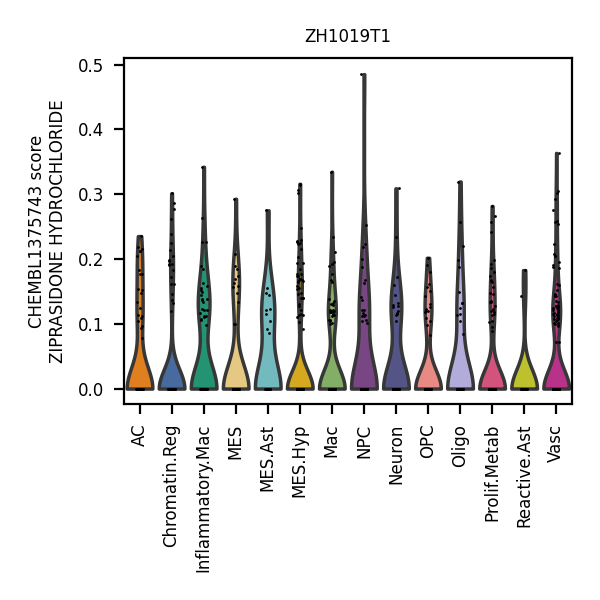 ZH1019T1
CHEMBL1375743 score
ZIPRASIDONE HYDROCHLORIDE
0.5
0.4
0.3
0.2
0.1
0.0
AC
Chromatin.Reg
Inflammatory.Mac
MES
MES.Ast
MES.Hyp
Mac
NPC
Neuron
OPC
Oligo
Prolif.Metab
Reactive.Ast
Vasc